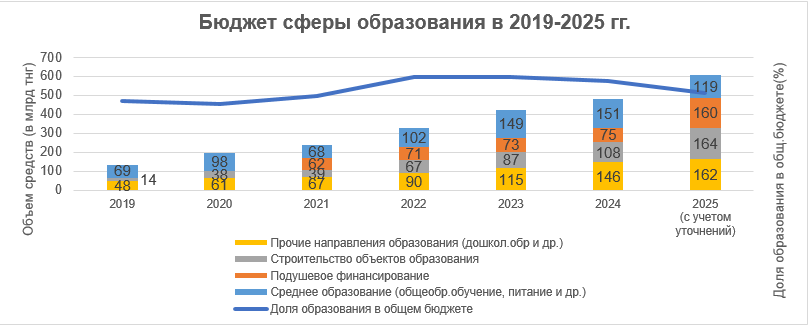 Бюджет сферы образования в 2019-2025 гг.
Объем средств (в млрд тнг)
700
600
500
400
300
200
100
0
69 14 48
98 38 61
68 62 39 67
102 71 67 90
149 73 87 115
151 75 108 146
119 160 164 162
2019 2020 2021 2022 2023 2024 2025
(с учетом
уточнений)
Доля образования в общ.бюджете(%)
Прочие направления образования (дошкол.обр и др.)
Строительство объектов образования
Подушевое финансирование
Среднее образование (общеобр.обучение, питание и др.)
Доля образования в общем бюджете